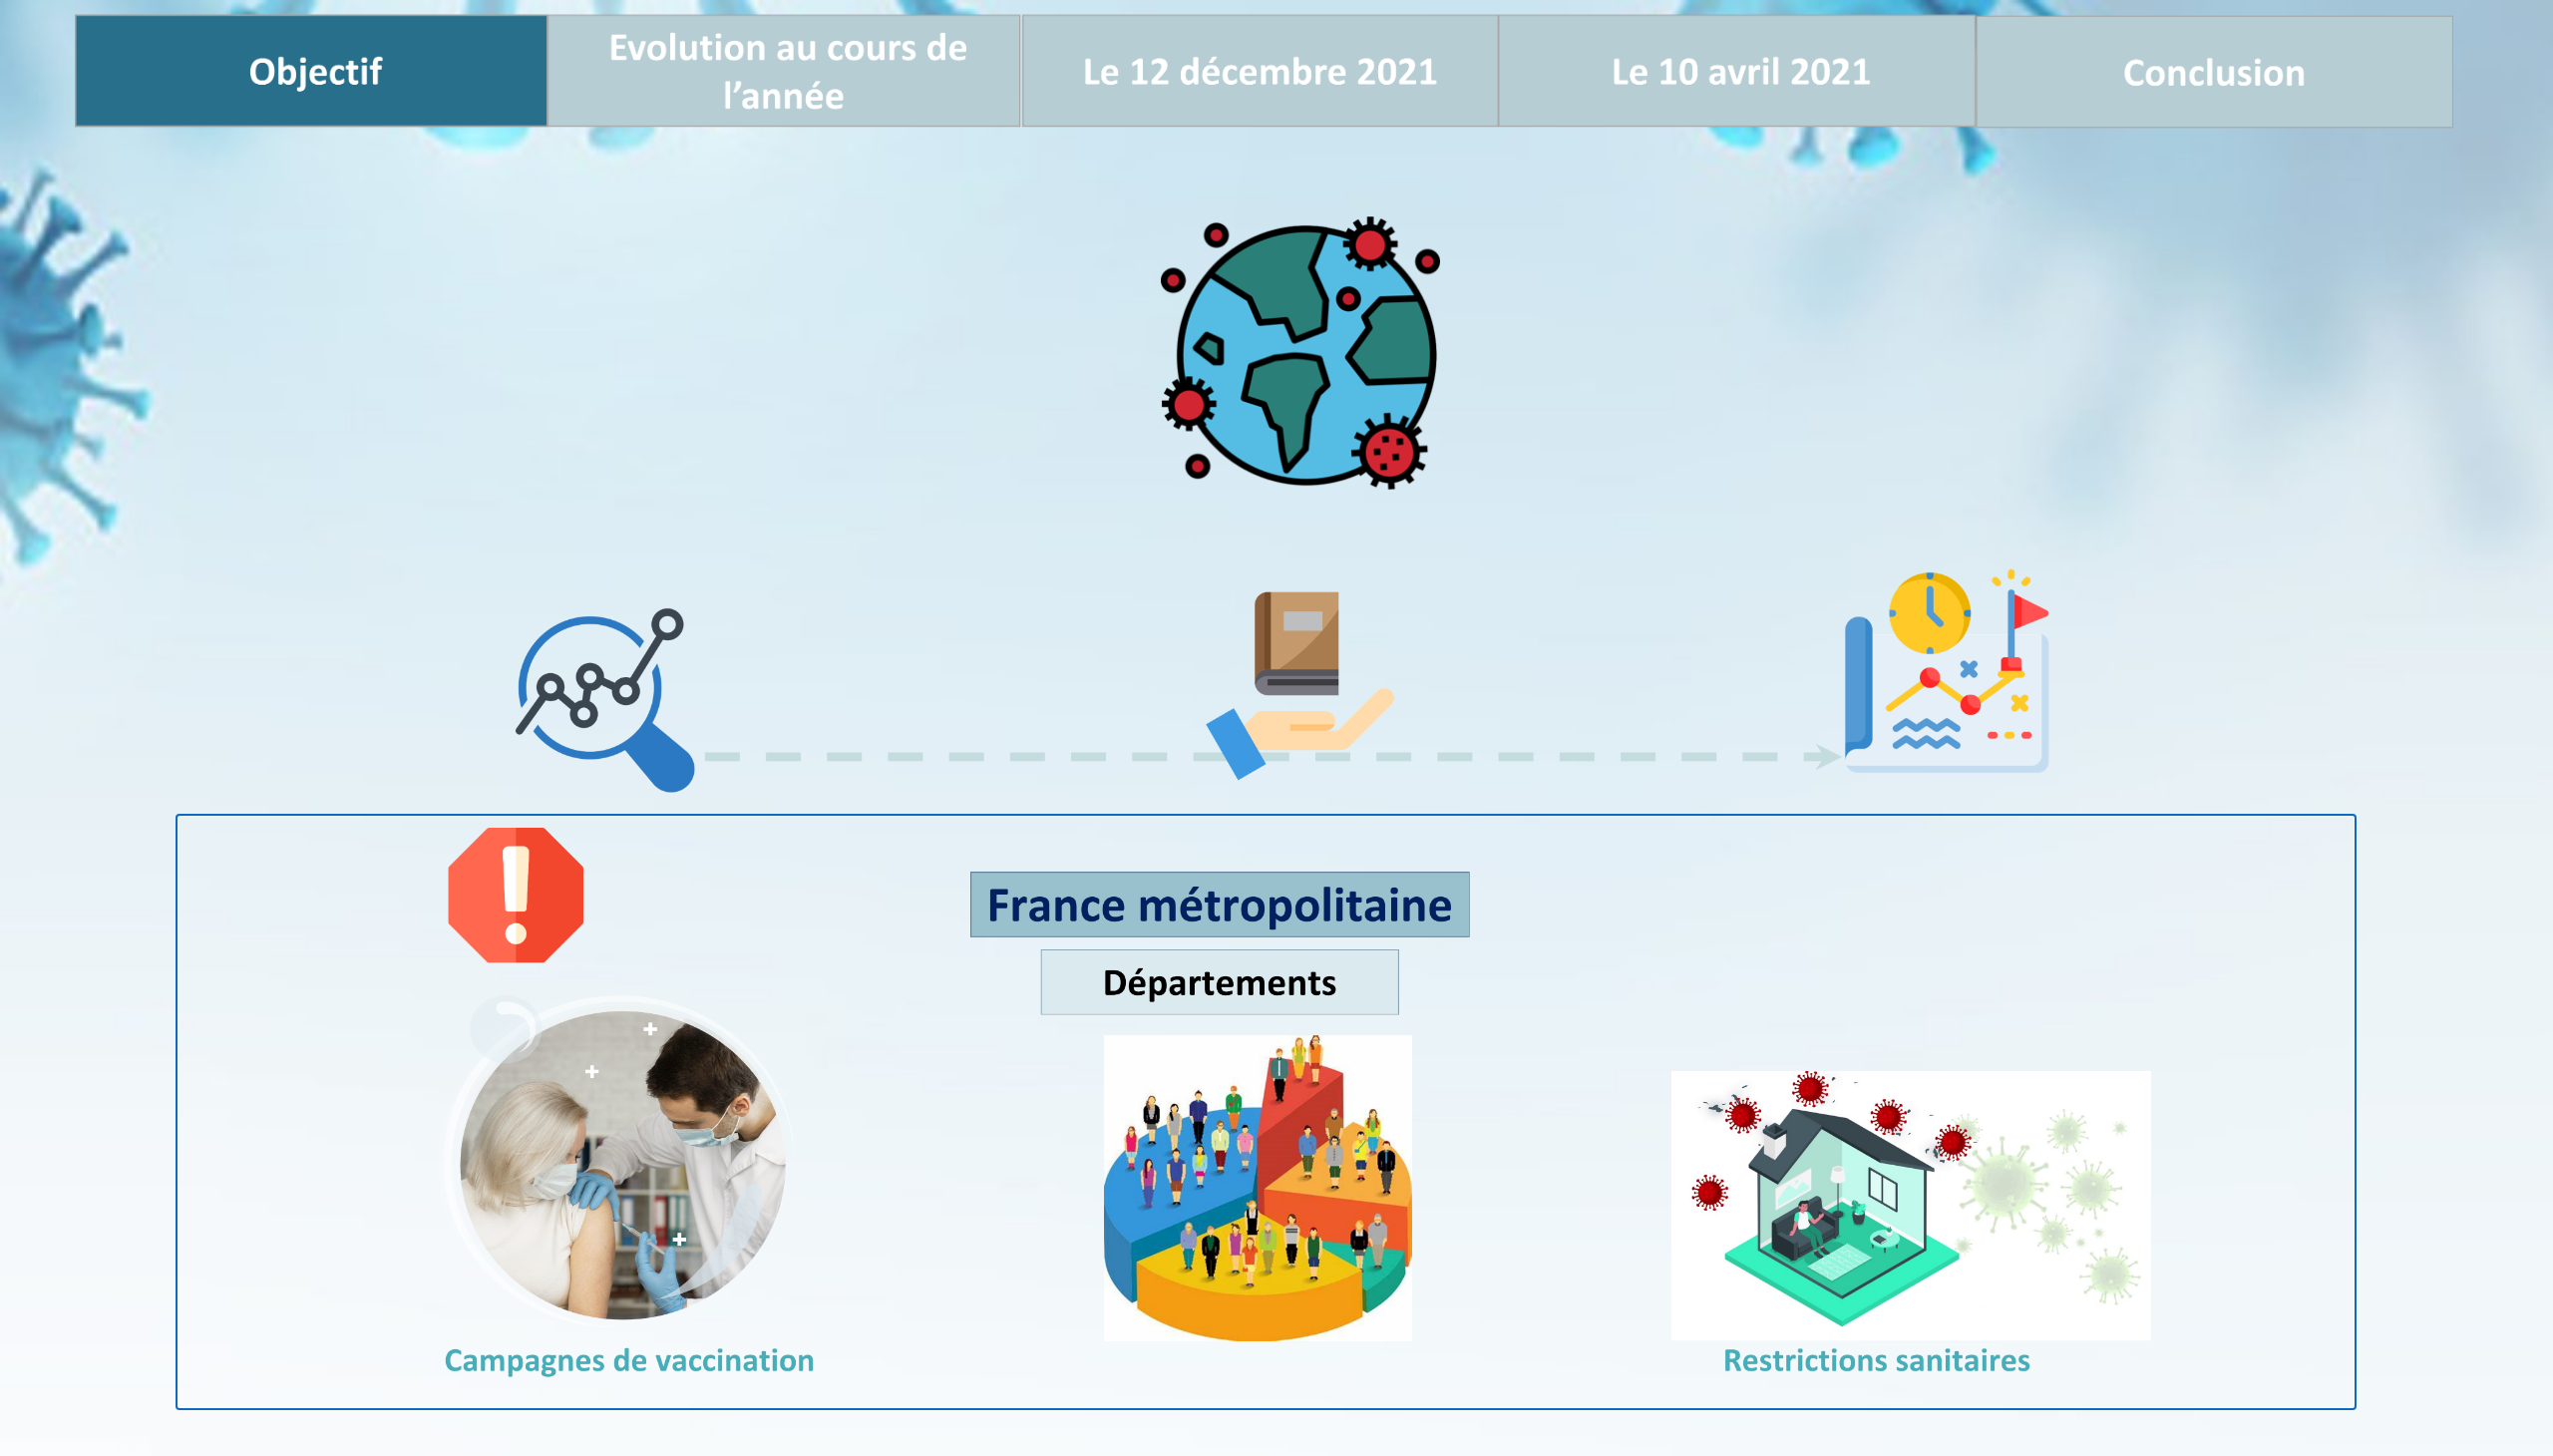 Objectif
Evolution au cours de
l’année
Le 12 décembre 2021
Le 10 avril 2021
Conclusion
France métropolitaine
Départements
Campagnes de vaccination
Restrictions sanitaires